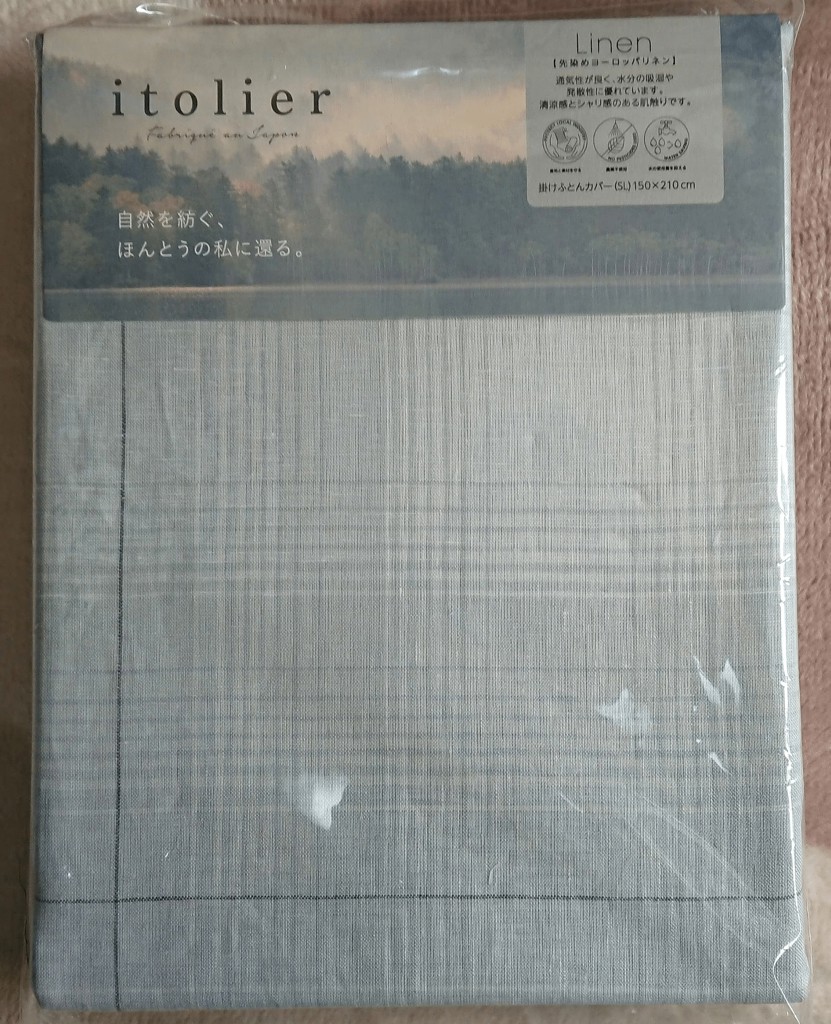 itolier
Fabriqué au Japon
自然を紡ぐ、
ほんとうの私に還る。
Linen
【先染めヨーロッパリネン】
通気性が良く、水分の吸湿や
発散性に優れています。
清涼感とシャリ感のある肌触りです。
掛けふとんカバー(SL)150×210cm